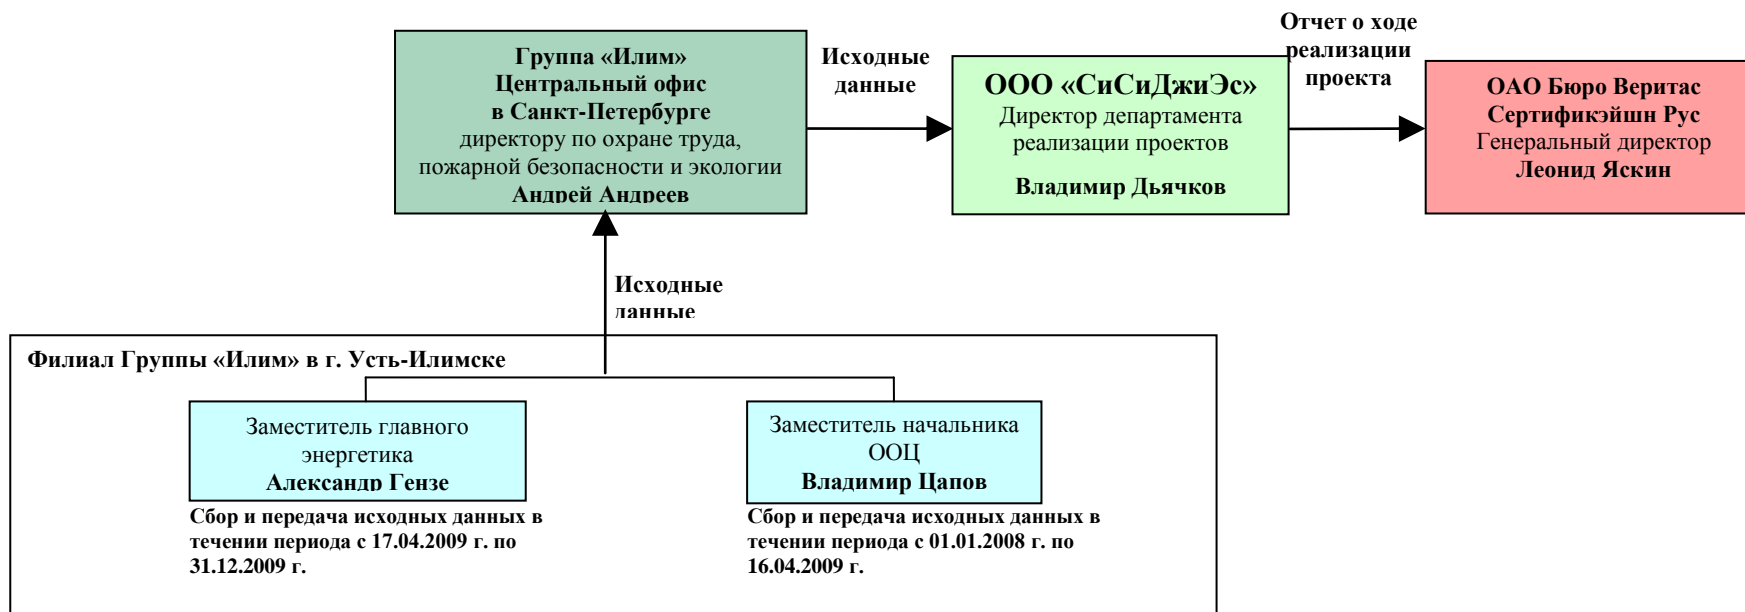 Группа «Илим»
Центральный офис
в Санкт-Петербурге
директору по охране труда,
пожарной безопасности и экологии
Андрей Андреев
Исходные
данные
ООО «СиСиДжиЭс»
Директор департамента
реализации проектов
Владимир Дьячков
Отчет о ходе
реализации
проекта
ОАО Бюро Веритас
Сертификэйшн Рус
Генеральный директор
Леонид Яскин
Исходные
данные
Филиал Группы «Илим» в г. Усть-Илимске
Заместитель главного
энергетика
Александр Гензе
Сбор и передача исходных данных в
течении периода с 17.04.2009 г. по
31.12.2009 г.
Заместитель начальника
ООЦ
Владимир Цапов
Сбор и передача исходных данных в
течении периода с 01.01.2008 г. по
16.04.2009 г.